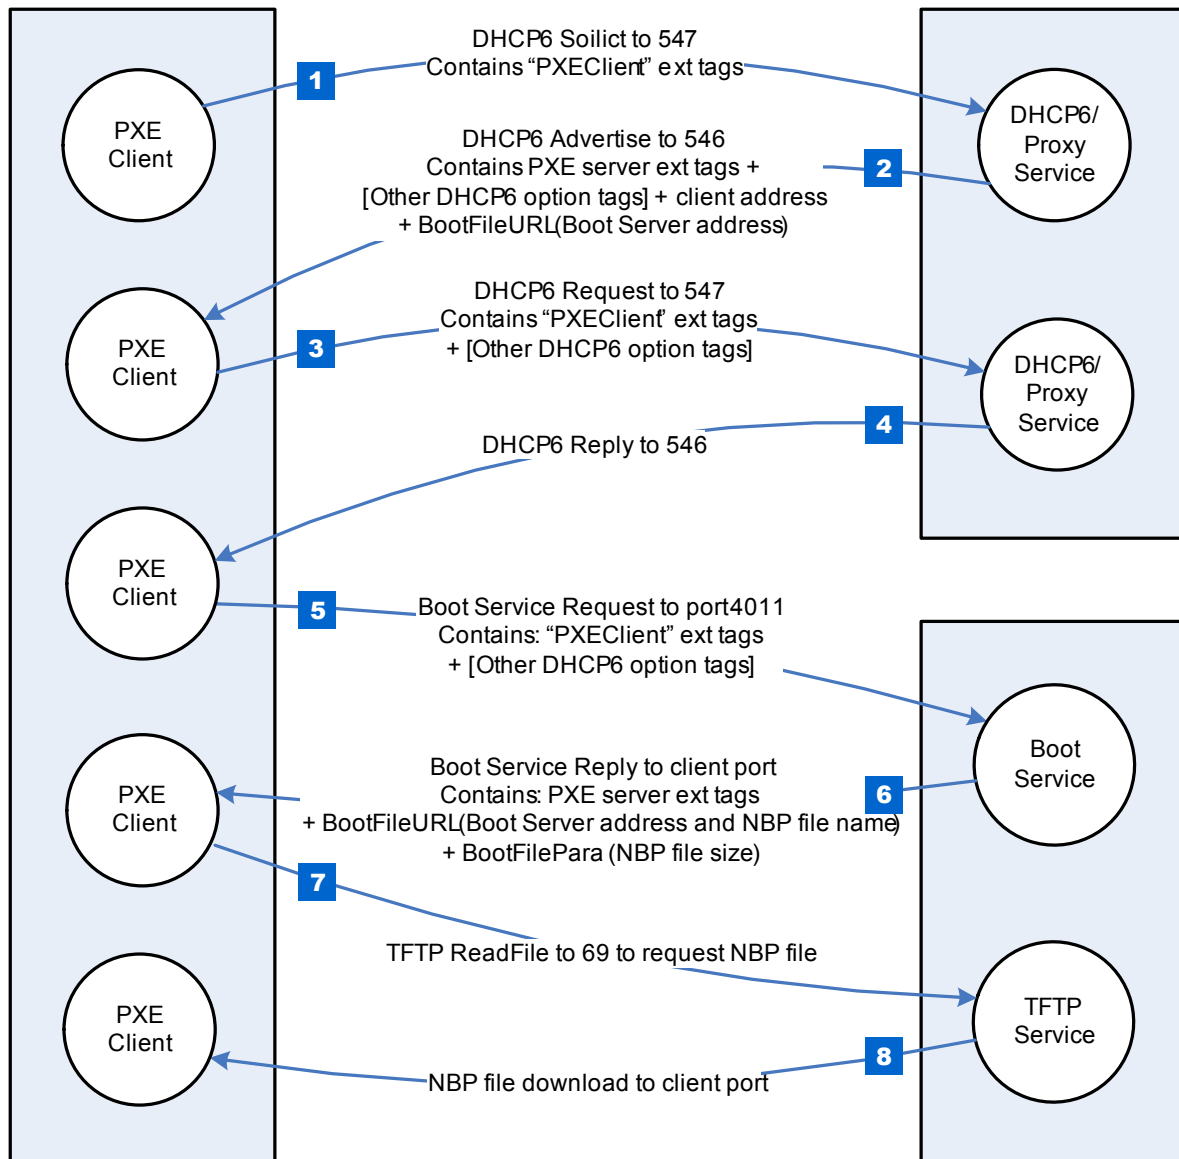 DHCP6 Soilict to 547
Contains “PXEClient” ext tags
1
PXE
Client
DHCP6/
Proxy
Service
DHCP6 Advertise to 546
Contains PXE server ext tags +
[Other DHCP6 option tags] + client address
+ BootFileURL(Boot Server address)
2
DHCP6 Request to 547
Contains “PXEClient” ext tags
+ [Other DHCP6 option tags]
3
PXE
Client
DHCP6/
Proxy
Service
DHCP6 Reply to 546
4
PXE
Client
5
Boot Service Request to port4011
Contains: “PXEClient” ext tags
+ [Other DHCP6 option tags]
Boot
Service
PXE
Client
Boot Service Reply to client port
Contains: PXE server ext tags
+ BootFileURL(Boot Server address and NBP file name)
+ BootFilePara (NBP file size)
6
7
TFTP ReadFile to 69 to request NBP file
PXE
Client
TFTP
Service
8
NBP file download to client port